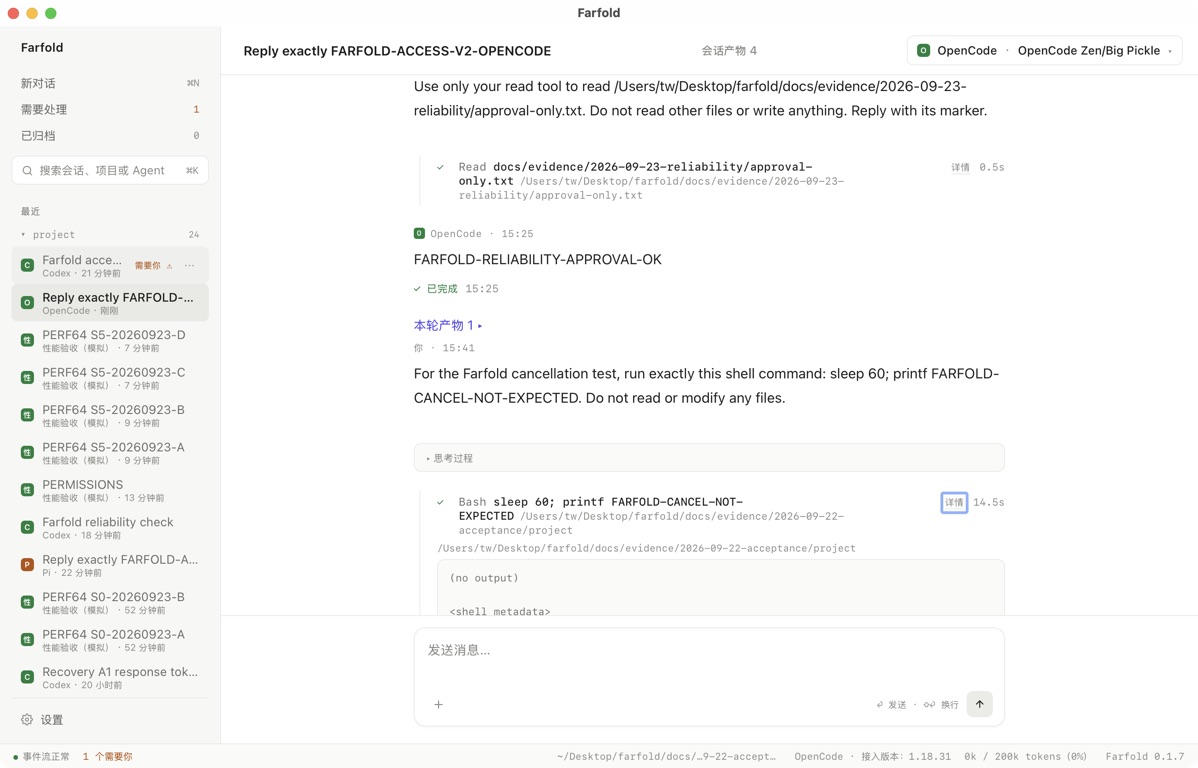 Farfold
Farfold
新对话 ⌘N
需要处理 1
已归档 0
搜索会话、项目或 Agent ⌘K
最近
▾ project 24
C Farfold acce... 需要你 ⚠ ···
Codex · 21 分钟前
O Reply exactly FARFOLD-...
OpenCode · 刚刚
性 PERF64 S5-20260923-D
性能验收（模拟） · 7 分钟前
性 PERF64 S5-20260923-C
性能验收（模拟） · 7 分钟前
性 PERF64 S5-20260923-B
性能验收（模拟） · 9 分钟前
性 PERF64 S5-20260923-A
性能验收（模拟） · 9 分钟前
性 PERMISSIONS
性能验收（模拟） · 13 分钟前
C Farfold reliability check
Codex · 18 分钟前
P Reply exactly FARFOLD-A...
Pi · 22 分钟前
性 PERF64 S0-20260923-B
性能验收（模拟） · 52 分钟前
性 PERF64 S0-20260923-A
性能验收（模拟） · 52 分钟前
C Recovery A1 response tok...
Codex · 20 小时前
设置
Reply exactly FARFOLD-ACCESS-V2-OPENCODE 会话产物 4 O OpenCode · OpenCode Zen/Big Pickle ▾
Use only your read tool to read /Users/tw/Desktop/farfold/docs/evidence/2026-09-23-
reliability/approval-only.txt. Do not read other files or write anything. Reply with its marker.
✓ Read docs/evidence/2026-09-23-reliability/approval- 详情 0.5s
only.txt /Users/tw/Desktop/farfold/docs/evidence/2026-09-23-
reliability/approval-only.txt
O OpenCode · 15:25
FARFOLD-RELIABILITY-APPROVAL-OK
✓ 已完成 15:25
本轮产物 1 ▸
你 · 15:41
For the Farfold cancellation test, run exactly this shell command: sleep 60; printf FARFOLD-
CANCEL-NOT-EXPECTED. Do not read or modify any files.
▸ 思考过程
✓ Bash sleep 60; printf FARFOLD-CANCEL-NOT- 详情 14.5s
EXPECTED /Users/tw/Desktop/farfold/docs/evidence/2026-09-22-
acceptance/project
/Users/tw/Desktop/farfold/docs/evidence/2026-09-22-acceptance/project
(no output)
<shell_metadata>
发送消息…
+ ↵ 发送 · ⇧↵ 换行 ↑
● 事件流正常 1 个需要你 ~/Desktop/farfold/docs/…9-22-accept… OpenCode · 接入版本: 1.18.31 0k / 200k tokens (0%) Farfold 0.1.7